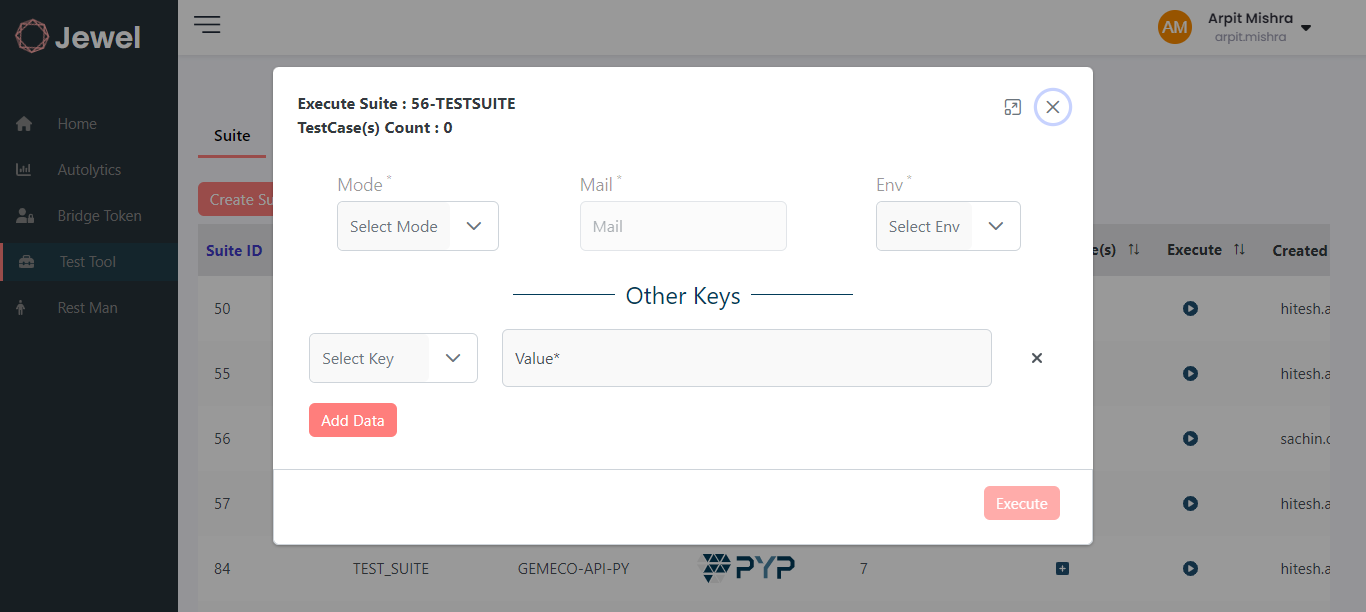 Jewel
AM
Arpit Mishra
arpit.mishra
Home
Autolytics
Bridge Token
Test Tool
Rest Man
Suite
Create Su
Execute Suite : 56-TESTSUITE
TestCase(s) Count : 0
Mode *
Mail *
Env *
Select Mode
Mail
Select Env
Other Keys
Select Key
Value*
Add Data
Execute
Suite ID
e(s)
Execute
Created
50
hitesh.a
55
hitesh.a
56
sachin.c
57
hitesh.a
84
TEST_SUITE
GEMECO-API-PY
PYP
7
hitesh.a